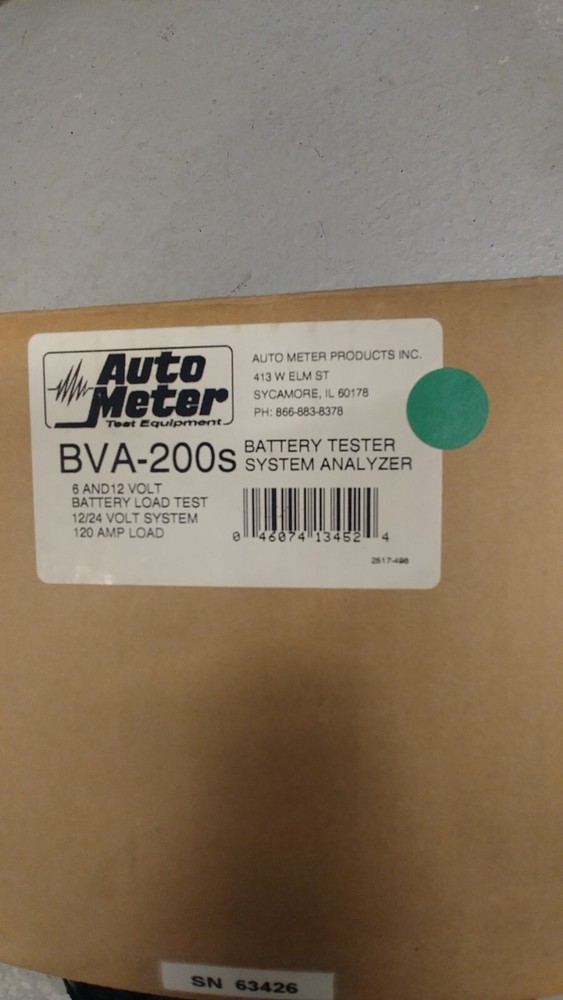 Auto
Meter
Test Equipment
AUTO METER PRODUCTS INC.
413 W ELM ST
SYCAMORE, IL 60178
PH: 866-883-8378
BVA-200s
BATTERY TESTER
SYSTEM ANALYZER
6 AND12 VOLT
BATTERY LOAD TEST
12/24 VOLT SYSTEM
120 AMP LOAD
0 46074 13452 4
2517-498
SN 63426